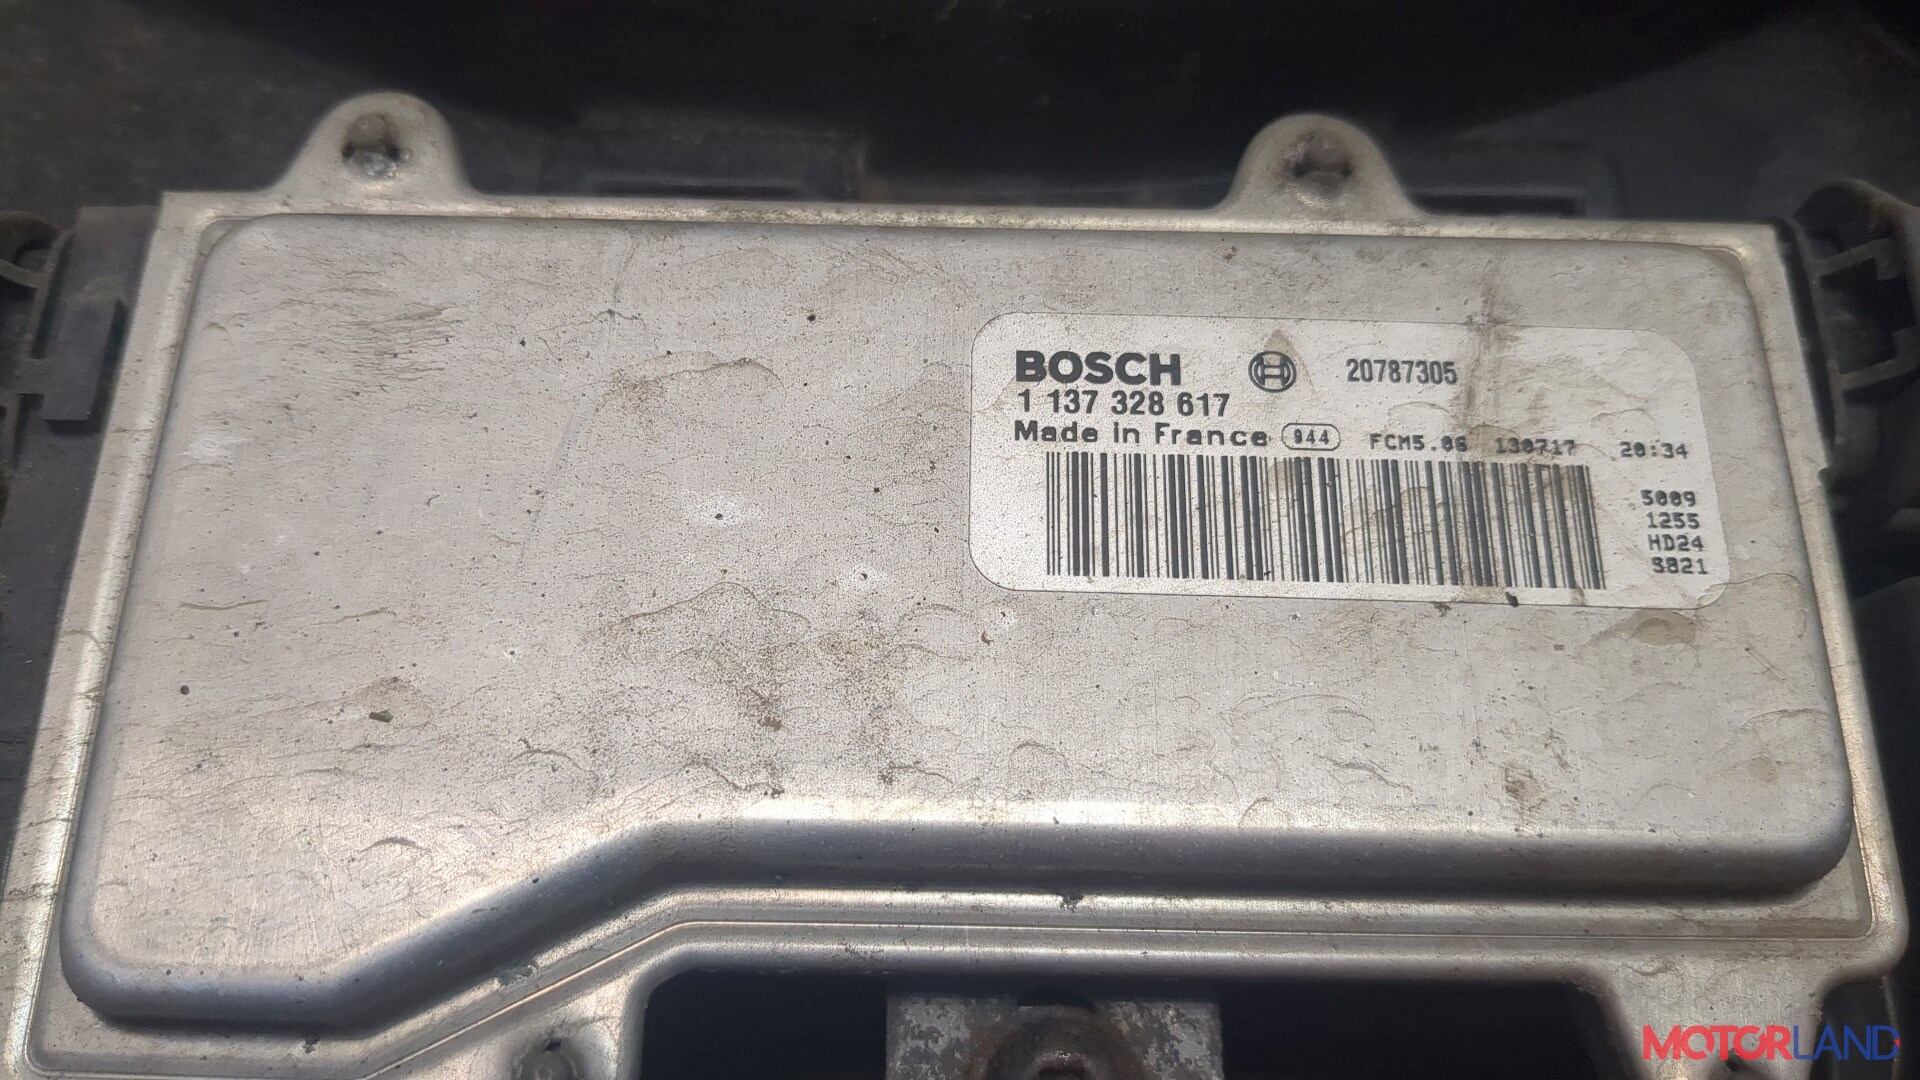 BOSCH 20787305
1 137 328 617
Made in France 944 FCM5.06 130717 20:34
5009
1255
HD24
S821
MOTORLAND